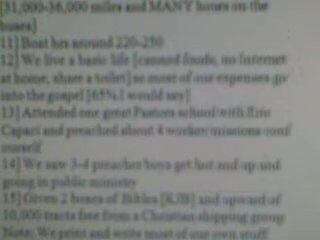 [31,000-36,000 miles and MANY hours on the
buses]
11] Boat hrs around 220-250
12] We live a basic life [canned foods, no Internet
at home, share a toilet] so most of our expenses go
into the gospel [65% I would say]
13] Attended one great Pastors school with Eric
Capaci and preached about 4 workers/missions conf
ourself
14] We saw 3-4 preacher boys get hot and up and
going in public ministry
15] Given 2 boxes of Bibles [KJB] and upward of
10,000 tracts free from a Christian shipping group
Note: We print and write most of our own stuff